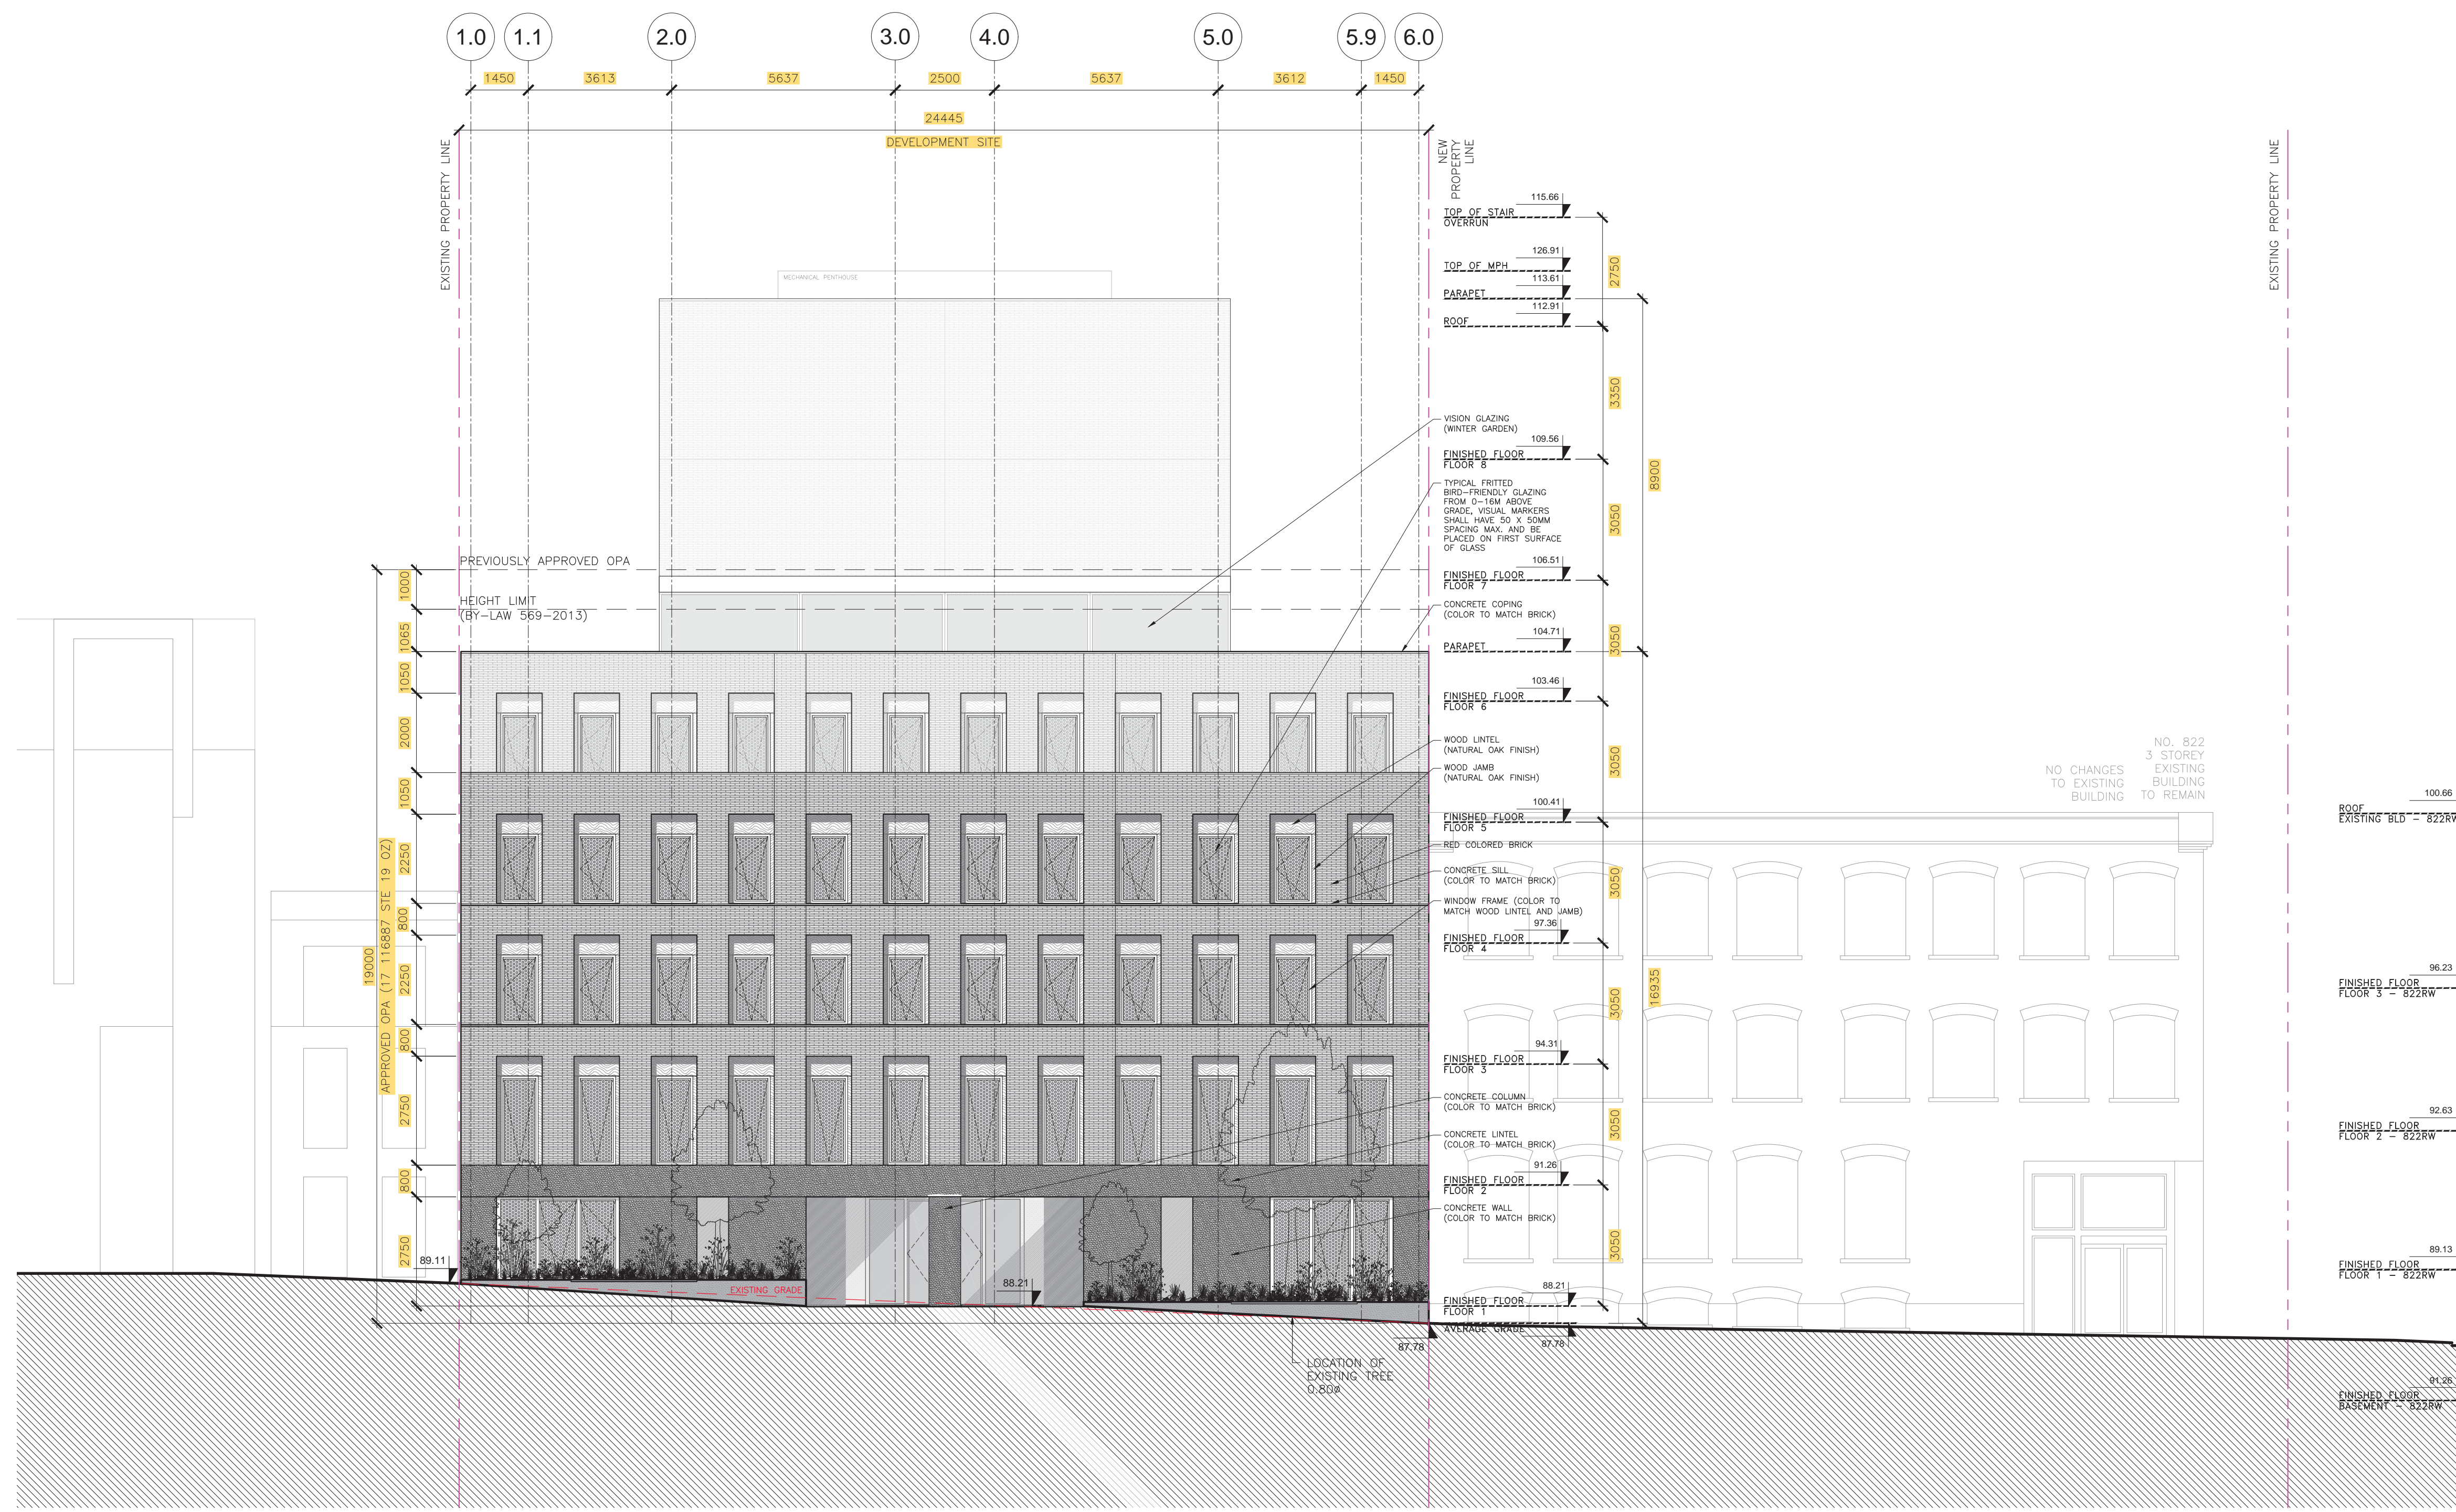 1.0 1.1 2.0 3.0 4.0 5.0 5.9 6.0
1450 3613 5637 2500 5637 3612 1450
24445
DEVELOPMENT SITE
EXISTING PROPERTY LINE
NEW
PROPERTY
LINE
EXISTING PROPERTY LINE
115.66
TOP OF STAIR
OVERRUN
126.91
TOP OF MPH
113.61
PARAPET
112.91
ROOF
MECHANICAL PENTHOUSE
VISION GLAZING
(WINTER GARDEN)
109.56
FINISHED FLOOR
FLOOR 8
TYPICAL FRITTED
BIRD-FRIENDLY GLAZING
FROM 0-16M ABOVE
GRADE, VISUAL MARKERS
SHALL HAVE 50 X 50MM
SPACING MAX. AND BE
PLACED ON FIRST SURFACE
OF GLASS
106.51
FINISHED FLOOR
FLOOR 7
CONCRETE COPING
(COLOR TO MATCH BRICK)
104.71
PARAPET
103.46
FINISHED FLOOR
FLOOR 6
WOOD LINTEL
(NATURAL OAK FINISH)
WOOD JAMB
(NATURAL OAK FINISH)
100.41
FINISHED FLOOR
FLOOR 5
RED COLORED BRICK
CONCRETE SILL
(COLOR TO MATCH BRICK)
WINDOW FRAME (COLOR TO
MATCH WOOD LINTEL AND JAMB)
97.36
FINISHED FLOOR
FLOOR 4
94.31
FINISHED FLOOR
FLOOR 3
CONCRETE COLUMN
(COLOR TO MATCH BRICK)
CONCRETE LINTEL
(COLOR TO MATCH BRICK)
91.26
FINISHED FLOOR
FLOOR 2
CONCRETE WALL
(COLOR TO MATCH BRICK)
88.21
FINISHED FLOOR
FLOOR 1
AVERAGE GRADE
87.78
87.78
2750
3350
3050
3050
3050
3050
3050
3050
3050
8900
16935
PREVIOUSLY APPROVED OPA
HEIGHT LIMIT
(BY-LAW 569-2013)
1000
1065
1050
2000
1050
2250
800
2250
800
2750
800
2750
19000
APPROVED OPA (17 116887 STE 19 OZ)
89.11
EXISTING GRADE
88.21
LOCATION OF
EXISTING TREE
0.80ø
NO CHANGES
TO EXISTING
BUILDING
NO. 822
3 STOREY
EXISTING
BUILDING
TO REMAIN
100.66
ROOF
EXISTING BLD - 822RW
96.23
FINISHED FLOOR
FLOOR 3 - 822RW
92.63
FINISHED FLOOR
FLOOR 2 - 822RW
89.13
FINISHED FLOOR
FLOOR 1 - 822RW
91.26
FINISHED FLOOR
BASEMENT - 822RW